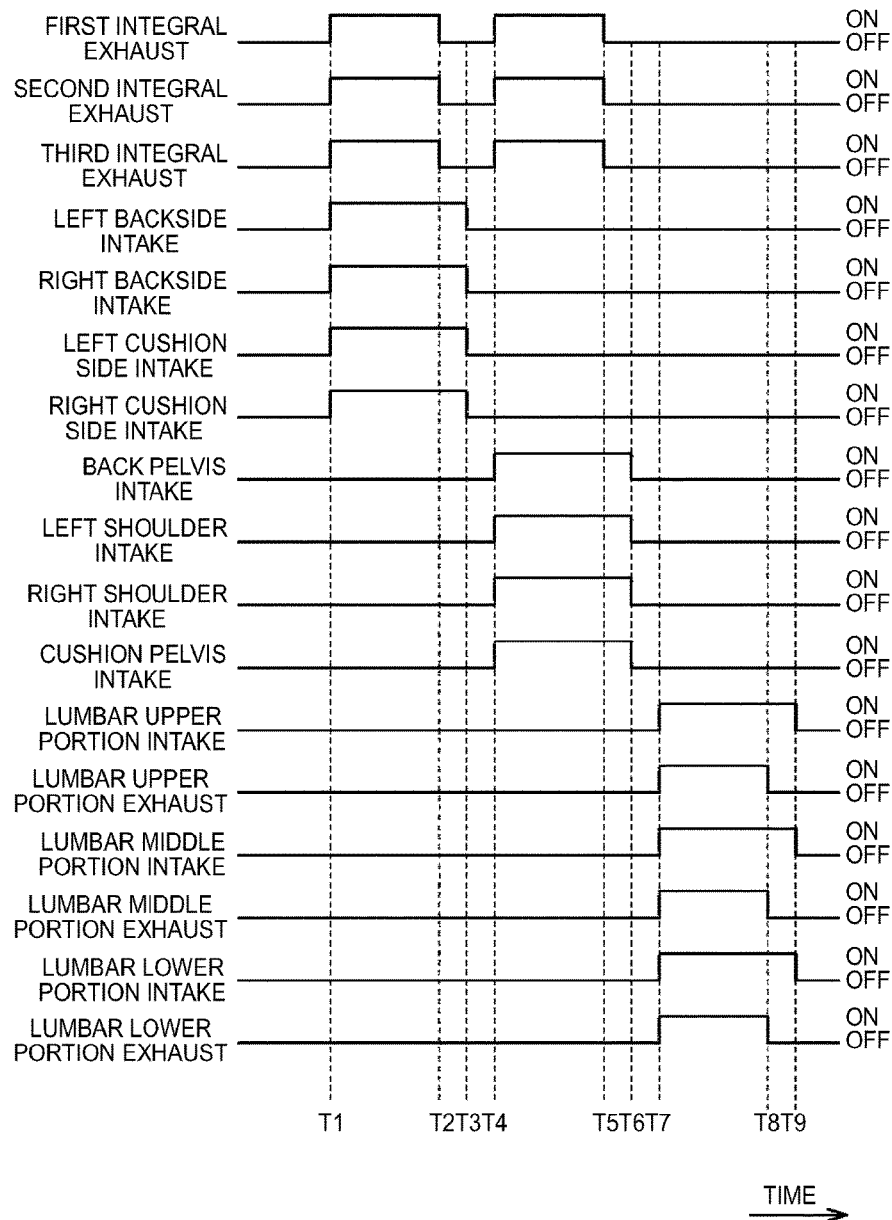 FIRST INTEGRAL
EXHAUST
ON
OFF
SECOND INTEGRAL
EXHAUST
ON
OFF
THIRD INTEGRAL
EXHAUST
ON
OFF
LEFT BACKSIDE
INTAKE
ON
OFF
RIGHT BACKSIDE
INTAKE
ON
OFF
LEFT CUSHION
SIDE INTAKE
ON
OFF
RIGHT CUSHION
SIDE INTAKE
ON
OFF
BACK PELVIS
INTAKE
ON
OFF
LEFT SHOULDER
INTAKE
ON
OFF
RIGHT SHOULDER
INTAKE
ON
OFF
CUSHION PELVIS
INTAKE
ON
OFF
LUMBAR UPPER
PORTION INTAKE
ON
OFF
LUMBAR UPPER
PORTION EXHAUST
ON
OFF
LUMBAR MIDDLE
PORTION INTAKE
ON
OFF
LUMBAR MIDDLE
PORTION EXHAUST
ON
OFF
LUMBAR LOWER
PORTION INTAKE
ON
OFF
LUMBAR LOWER
PORTION EXHAUST
ON
OFF
T1 T2T3T4 T5T6T7 T8T9
TIME